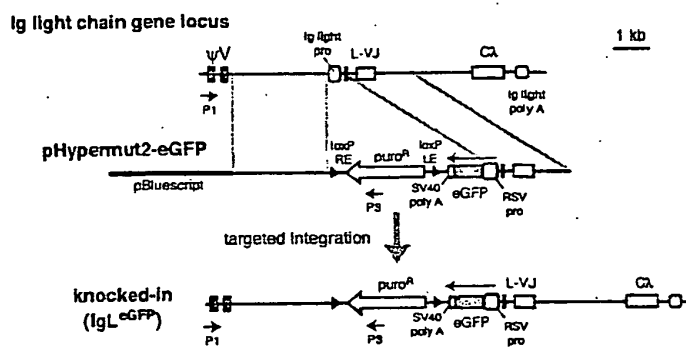 Ig light chain gene locus
1 kb
ψV
Ig light
pro
L-VJ
Cλ
Ig light
poly A
P1
pHypermut2-eGFP
loxP
RE
puroR
loxP
LE
pBluescript
P3
SV40
poly A
eGFP
RSV
pro
targeted integration
knocked-in
(IgLeGFP)
puroR
L-VJ
Cλ
P1
P3
SV40
poly A
eGFP
RSV
pro